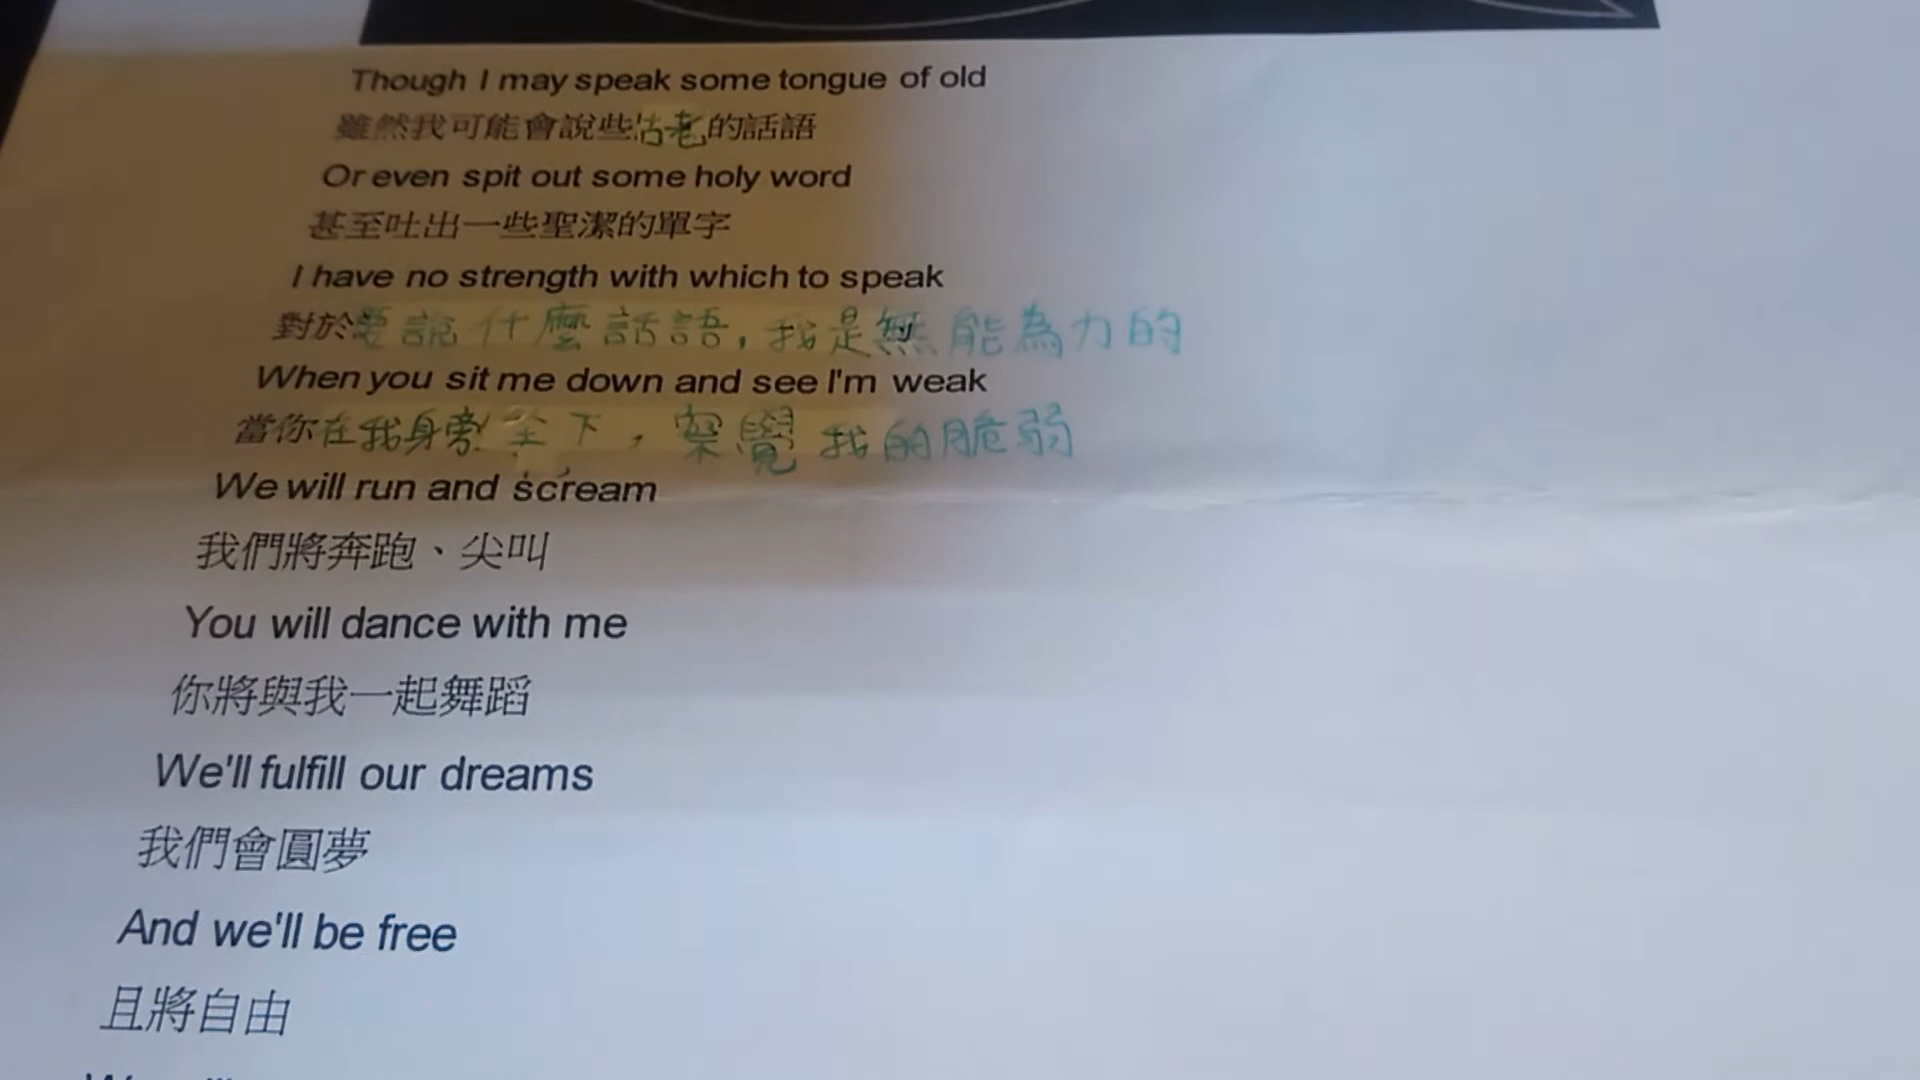 Though I may speak some tongue of old
雖然我可能會說些古老的話語
Or even spit out some holy word
甚至吐出一些聖潔的單字
I have no strength with which to speak
對於要說什麼話語，我是無能為力的
When you sit me down and see I'm weak
當你在我身旁坐下，察覺我的脆弱
We will run and scream
我們將奔跑、尖叫
You will dance with me
你將與我一起舞蹈
We'll fulfill our dreams
我們會圓夢
And we'll be free
且將自由